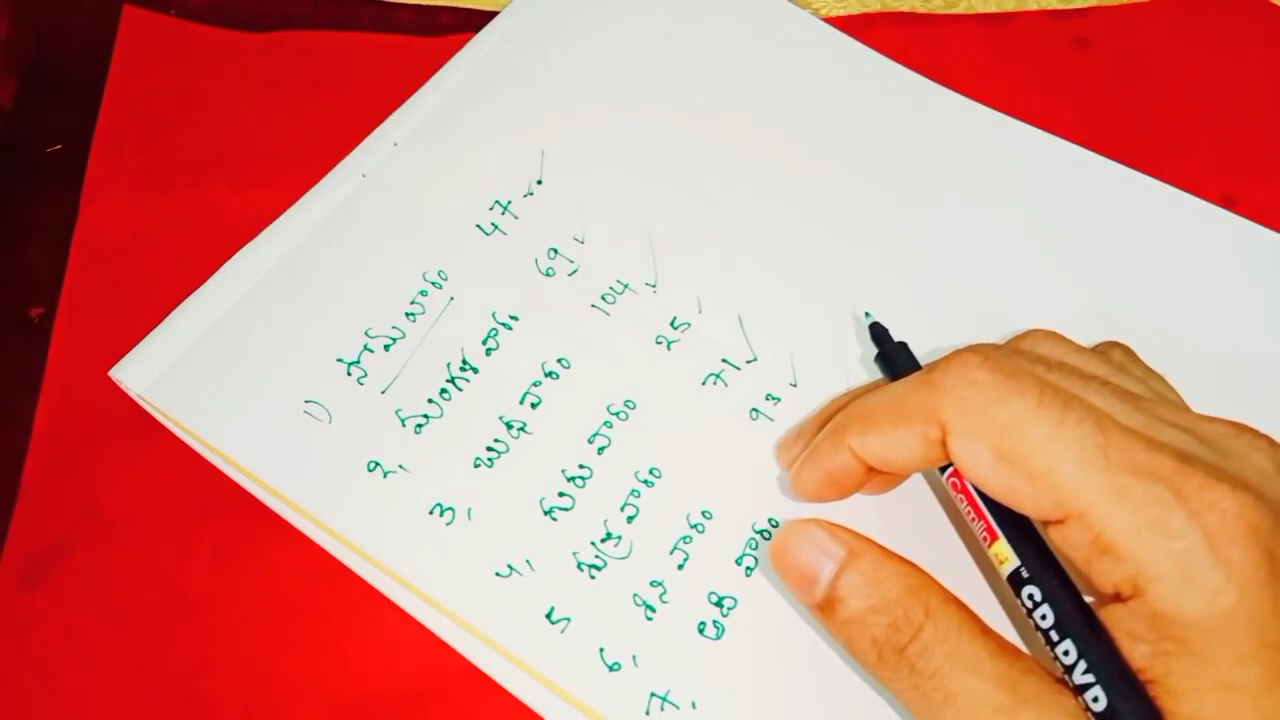 1) సోమవారం 47
2, మంగళవారం 69
3, బుధవారం 104
4, గురువారం 25
5 శుక్రవారం 71
6, శనివారం 93
7. ఆదివారం
Camlin
CD-DVD